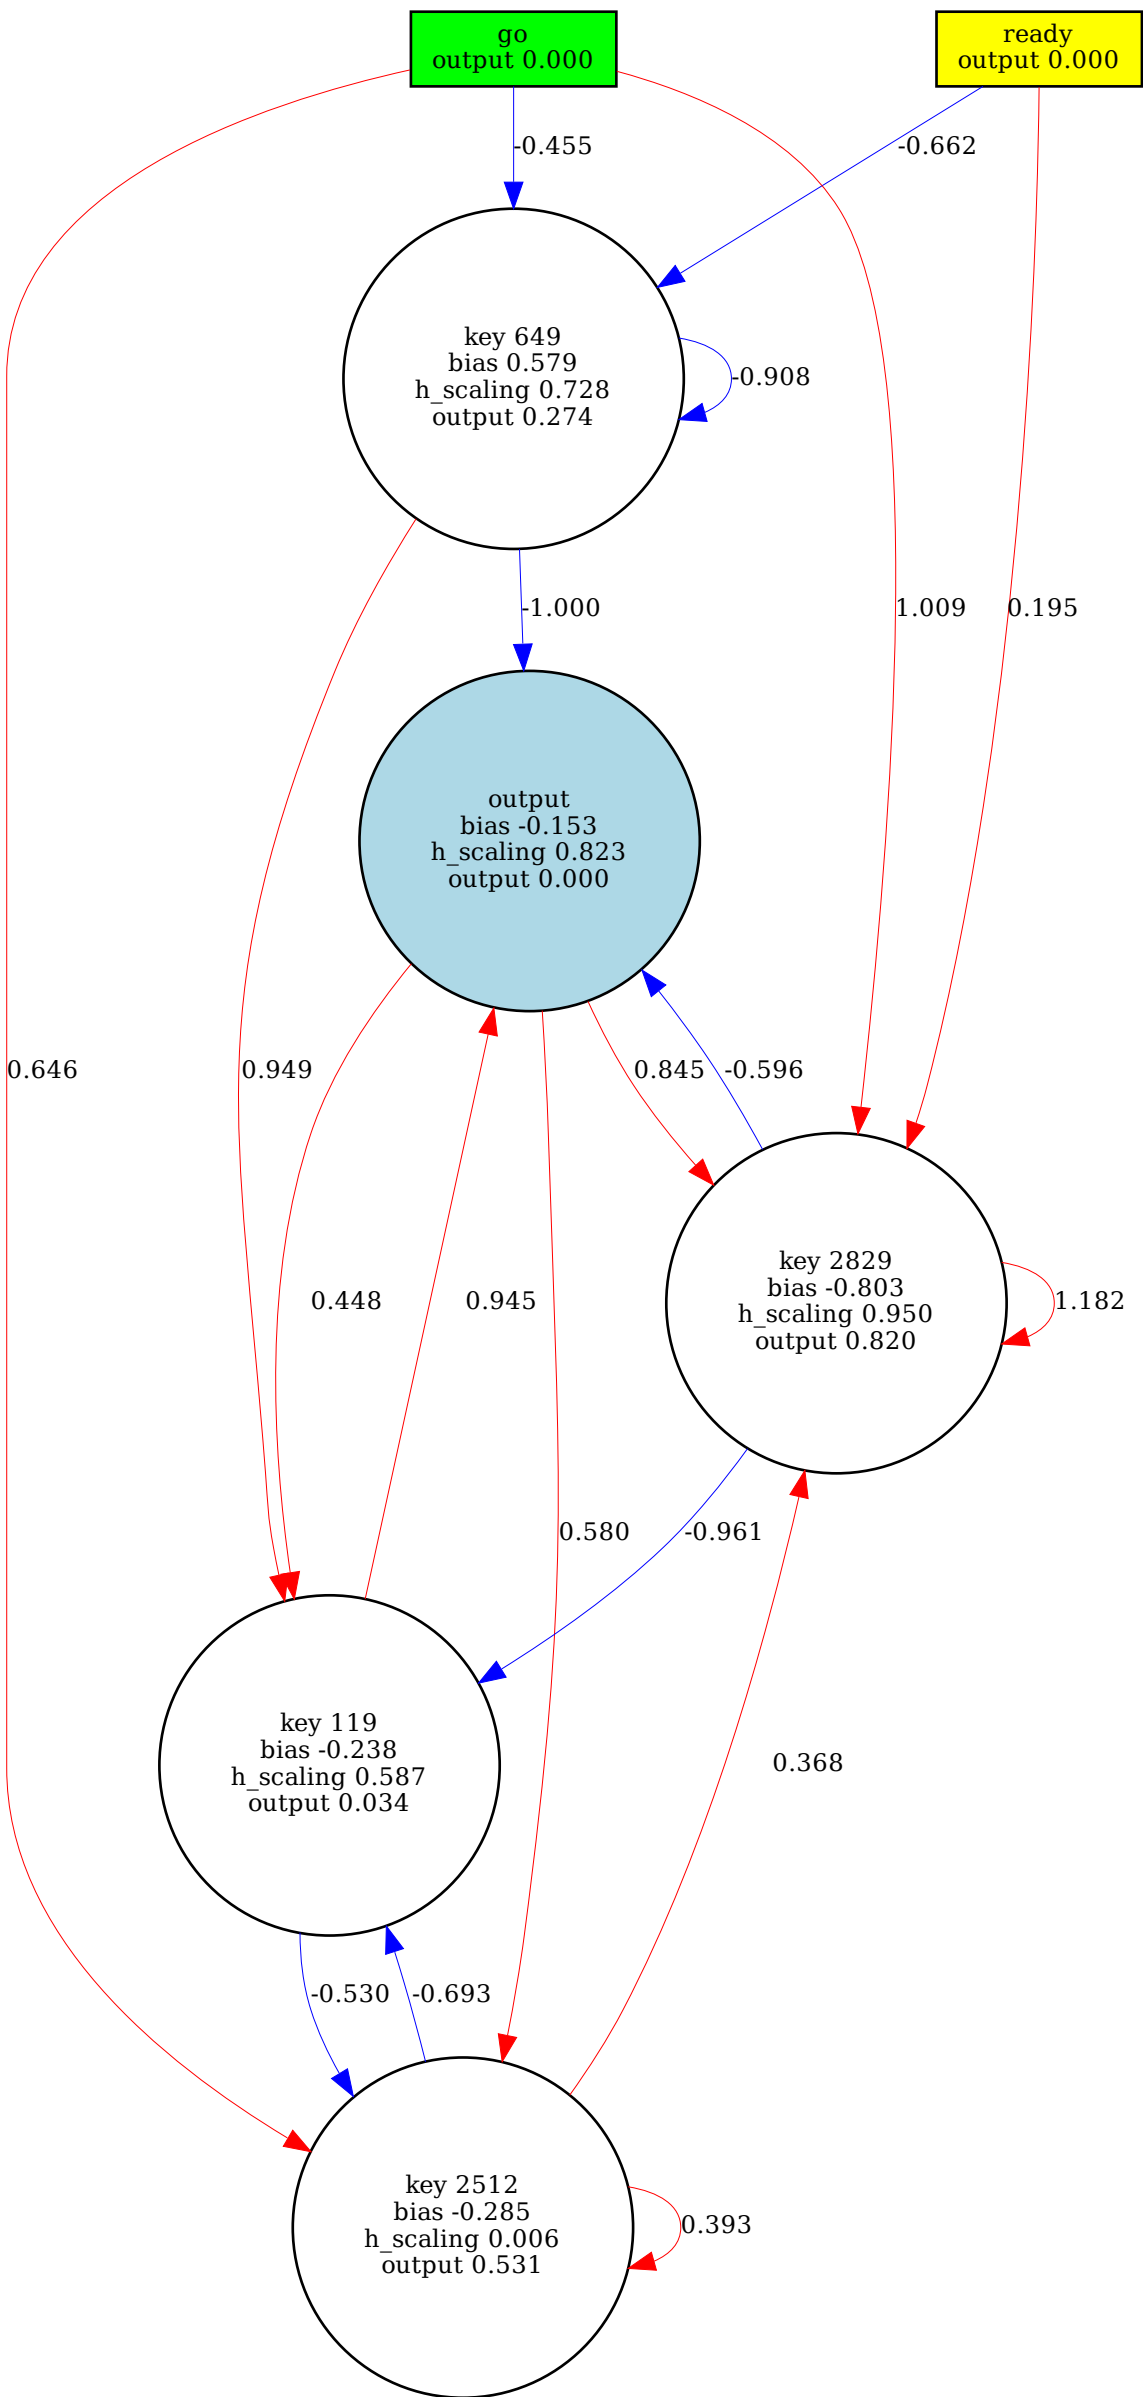 go
output 0.000
ready
output 0.000
-0.455
-0.662
key 649
bias 0.579
h_scaling 0.728
output 0.274
-0.908
-1.000
1.009
0.195
output
bias -0.153
h_scaling 0.823
output 0.000
0.646
0.949
0.845
-0.596
0.448
0.945
key 2829
bias -0.803
h_scaling 0.950
output 0.820
1.182
0.580
-0.961
key 119
bias -0.238
h_scaling 0.587
output 0.034
0.368
-0.530
-0.693
key 2512
bias -0.285
h_scaling 0.006
output 0.531
0.393